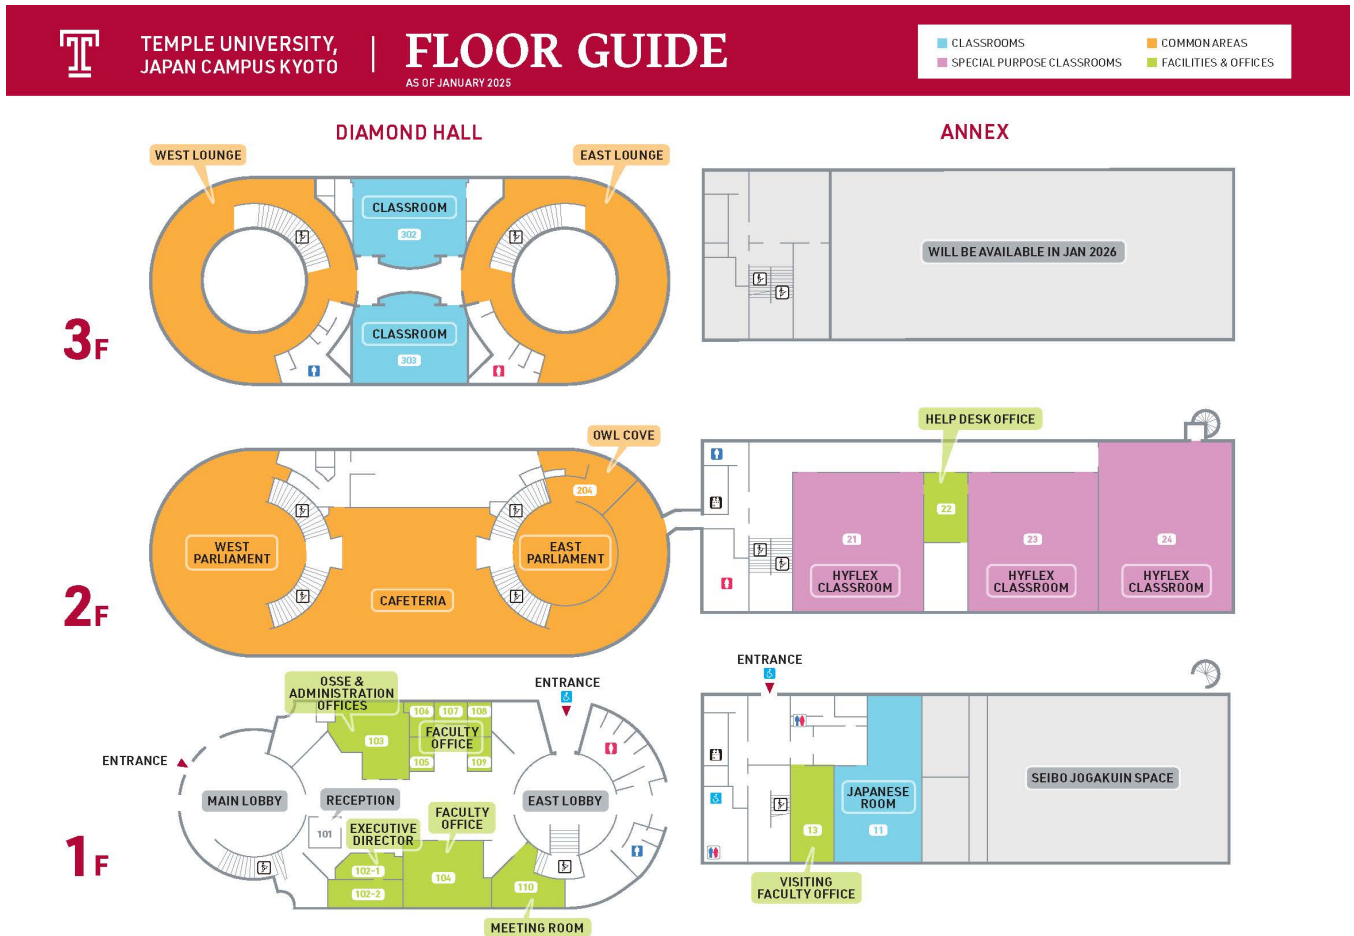 TEMPLE UNIVERSITY,
JAPAN CAMPUS KYOTO
FLOOR GUIDE
AS OF JANUARY 2025
CLASSROOMS
COMMON AREAS
SPECIAL PURPOSE CLASSROOMS
FACILITIES & OFFICES
DIAMOND HALL
ANNEX
3F
WEST LOUNGE
EAST LOUNGE
CLASSROOM
302
CLASSROOM
303
WILL BE AVAILABLE IN JAN 2026
2F
OWL COVE
204
WEST
PARLIAMENT
EAST
PARLIAMENT
CAFETERIA
HELP DESK OFFICE
22
21
HYFLEX
CLASSROOM
23
HYFLEX
CLASSROOM
24
HYFLEX
CLASSROOM
1F
OSSE &
ADMINISTRATION
OFFICES
103
106
107
108
FACULTY
OFFICE
105
109
ENTRANCE
ENTRANCE
MAIN LOBBY
RECEPTION
101
EAST LOBBY
EXECUTIVE
DIRECTOR
102-1
102-2
FACULTY
OFFICE
104
110
MEETING ROOM
ENTRANCE
JAPANESE
ROOM
11
13
VISITING
FACULTY OFFICE
SEIBO JOGAKUIN SPACE